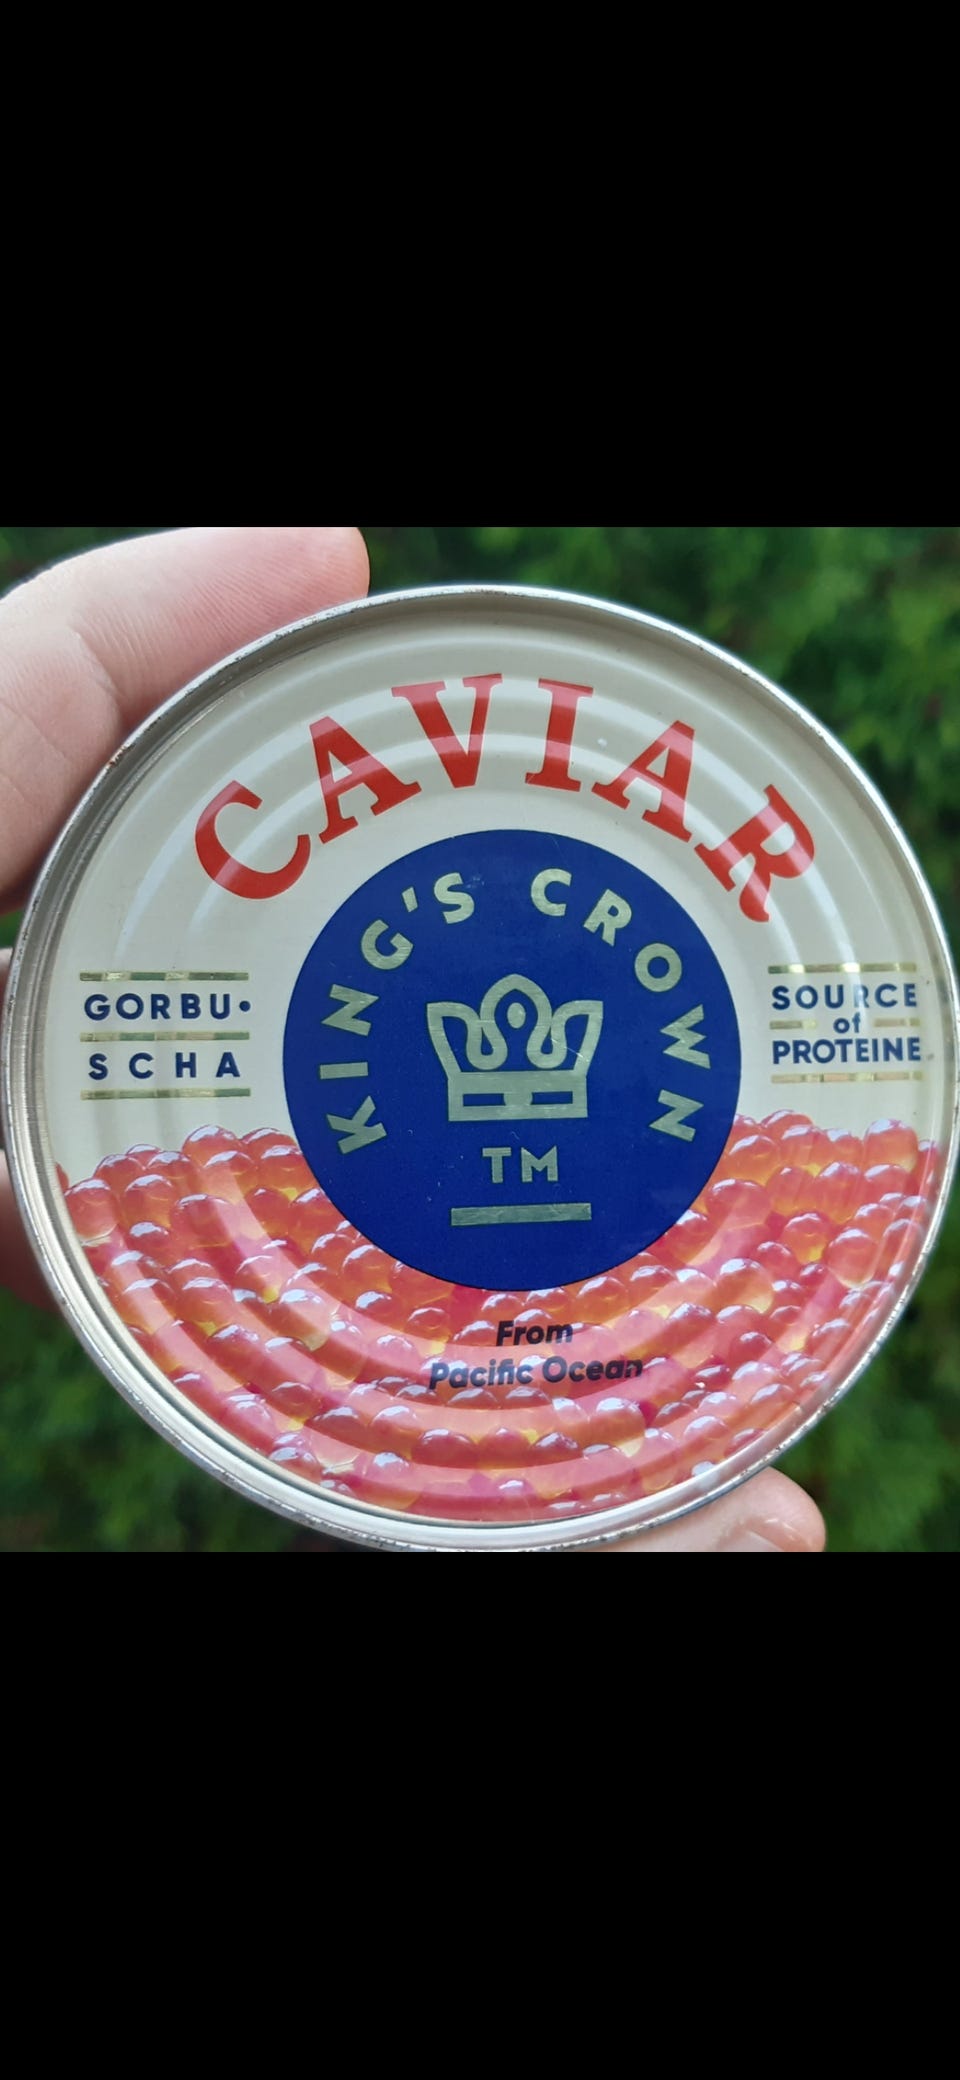 CAVIAR
KING'S CROWN
TM
GORBU•
SCHA
SOURCE
of
PROTEINE
From
Pacific Ocean